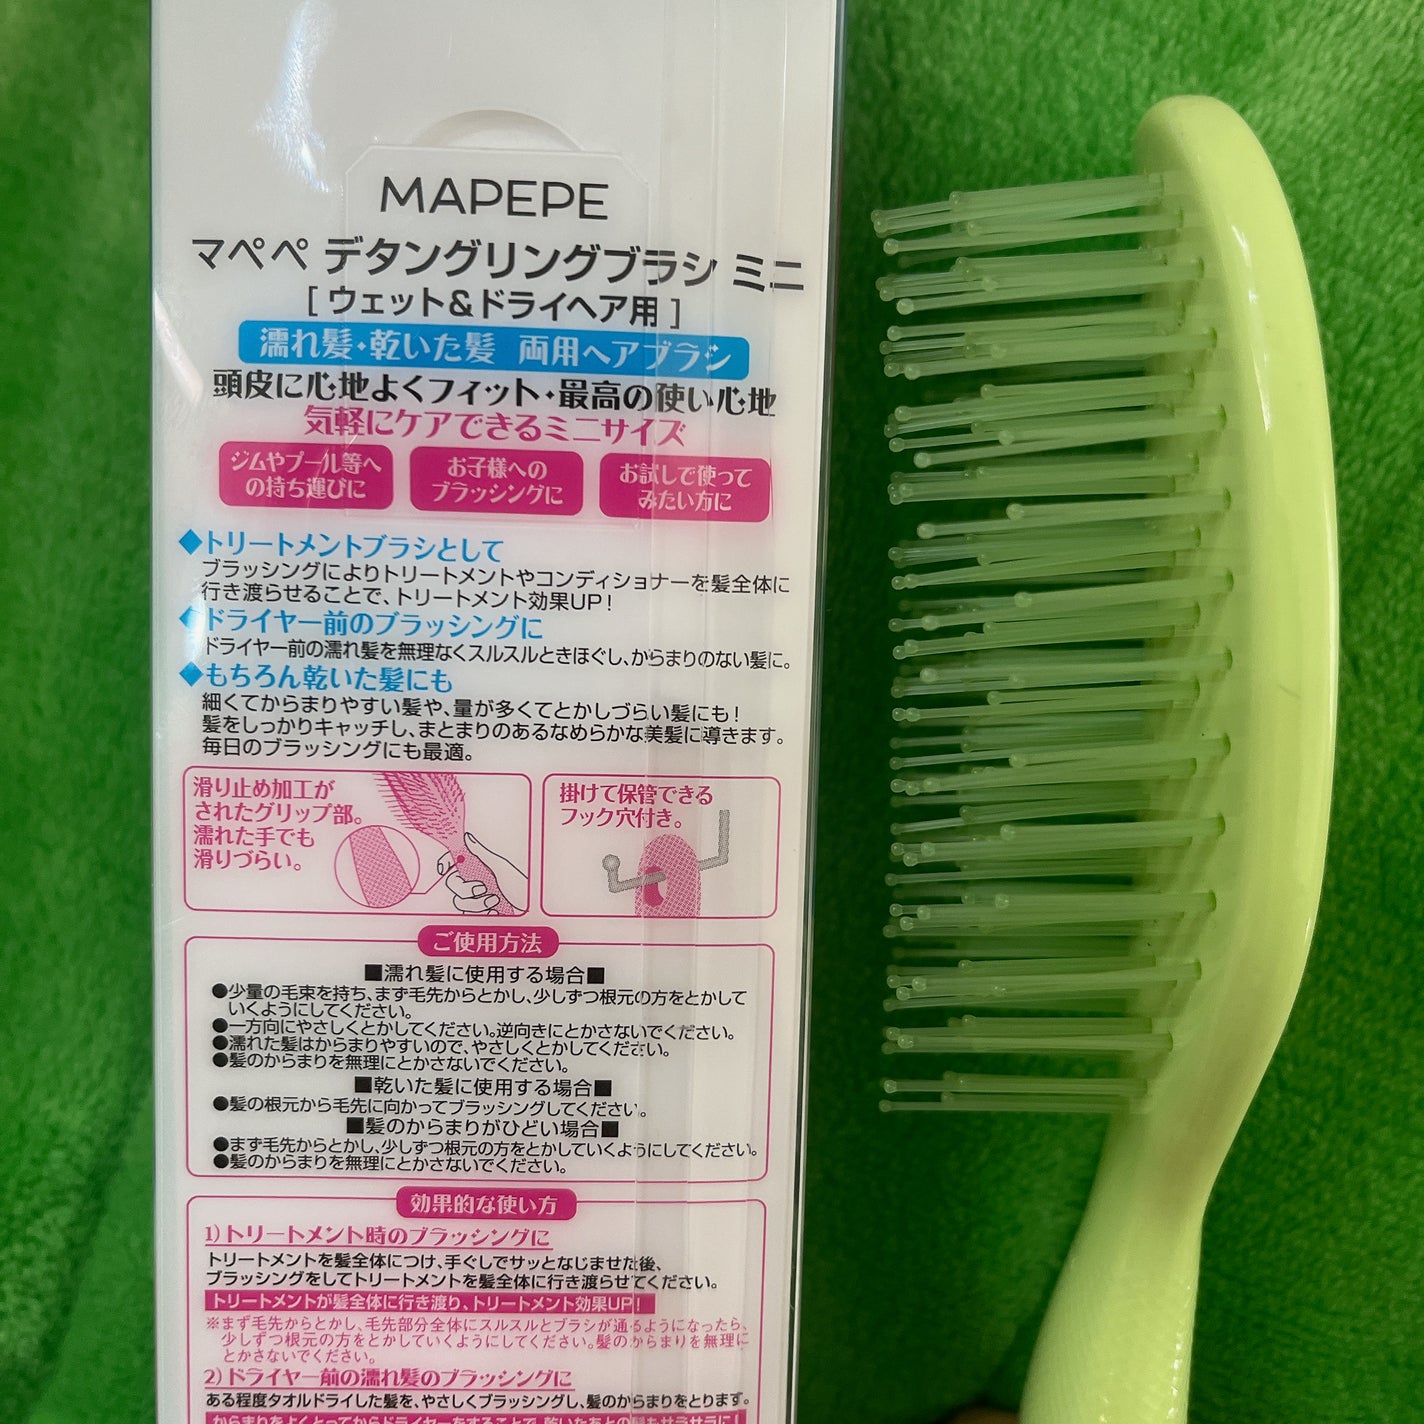 MAPEPE
マペペ デタングリングブラシ ミニ
[ ウェット&ドライヘア用 ]
濡れ髪・乾いた髪 両用ヘアブラシ
頭皮に心地よくフィット・最高の使い心地
気軽にケアできるミニサイズ
ジムやプール等へ
の持ち運びに
お子様への
ブラッシングに
お試しで使って
みたい方に
◆トリートメントブラシとして
ブラッシングによりトリートメントやコンディショナーを髪全体に
行き渡らせることで、トリートメント効果UP!
◆ドライヤー前のブラッシングに
ドライヤー前の濡れ髪を無理なくスルスルときほぐし、からまりのない髪に。
◆もちろん乾いた髪にも
細くてからまりやすい髪や、量が多くてとかしづらい髪にも!
髪をしっかりキャッチし、まとまりのあるなめらかな美髪に導きます。
毎日のブラッシングにも最適。
滑り止め加工が
されたグリップ部。
濡れた手でも
滑りづらい。
掛けて保管できる
フック穴付き。
ご使用方法
■濡れ髪に使用する場合■
●少量の毛束を持ち、まず毛先からとかし、少しずつ根元の方をとかして
いくようにしてください。
●一方向にやさしくとかしてください。逆向きにとかさないでください。
●濡れた髪はからまりやすいので、やさしくとかしてください。
●髪のからまりを無理にとかさないでください。
■乾いた髪に使用する場合■
●髪の根元から毛先に向かってブラッシングしてください。
■髪のからまりがひどい場合■
●まず毛先からとかし、少しずつ根元の方をとかしていくようにしてください。
●髪のからまりを無理にとかさないでください。
効果的な使い方
1)トリートメント時のブラッシングに
トリートメントを髪全体につけ、手ぐしでサッとなじませた後、
ブラッシングをしてトリートメントを髪全体に行き渡らせてください。
トリートメントが髪全体に行き渡り、トリートメント効果UP!
※まず毛先からとかし、毛先部分全体にスルスルとブラシが通るようになったら、
少しずつ根元の方をとかしていくようにしてください。髪のからまりを無理に
とかさないでください。
2)ドライヤー前の濡れ髪のブラッシングに
ある程度タオルドライした髪を、やさしくブラッシングし、髪のからまりをとります。
からまりをよくとってからドライヤーをすることで、乾いたあとの髪もサラサラに!